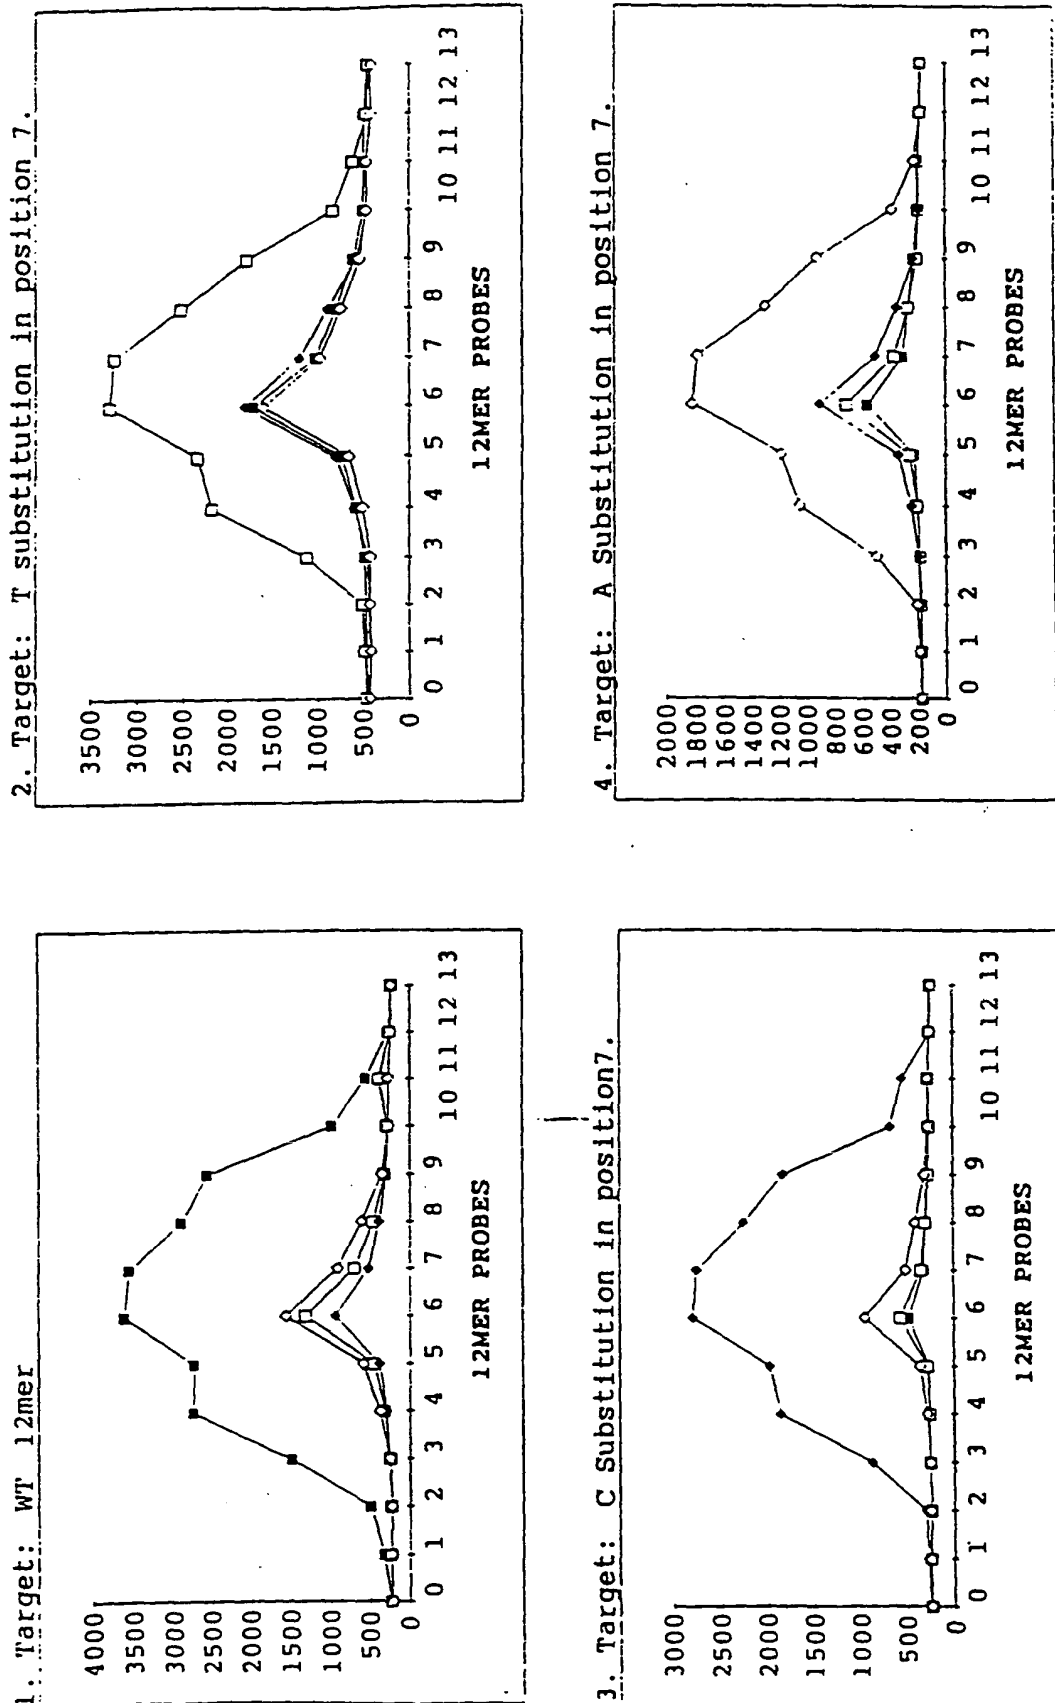 1. Target: WT 12mer
4000
3500
3000
2500
2000
1500
1000
500
0
0 1 2 3 4 5 6 7 8 9 10 11 12 13
12MER PROBES
2. Target: T substitution in position 7.
3500
3000
2500
2000
1500
1000
500
0
0 1 2 3 4 5 6 7 8 9 10 11 12 13
12MER PROBES
3. Target: C Substitution in position7.
3000
2500
2000
1500
1000
500
0
0 1 2 3 4 5 6 7 8 9 10 11 12 13
12MER PROBES
4. Target: A Substitution in position 7.
2000
1800
1600
1400
1200
1000
800
600
400
200
0
0 1 2 3 4 5 6 7 8 9 10 11 12 13
12MER PROBES